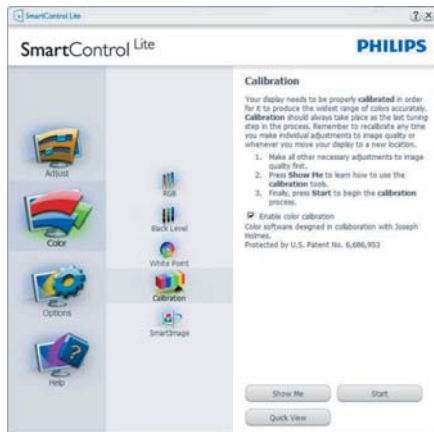 SmartControl Lite
SmartControl Lite
PHILIPS
Adjust
Color
Options
Help
RGB
Black Level
White Point
Calibration
SmartImage
Calibration
Your display needs to be properly calibrated in order
for it to produce the widest range of colors accurately.
Calibration should always take place as the last tuning
step in the process. Remember to recalibrate any time
you make individual adjustments to image quality or
whenever you move your display to a new location.
1. Make all other necessary adjustments to image
quality first.
2. Press Show Me to learn how to use the
calibration tools.
3. Finally, press Start to begin the calibration
process.
Enable color calibration
Color software designed in collaboration with Joseph
Holmes.
Protected by U.S. Patent No. 6,686,953
Show Me
Start
Quick View